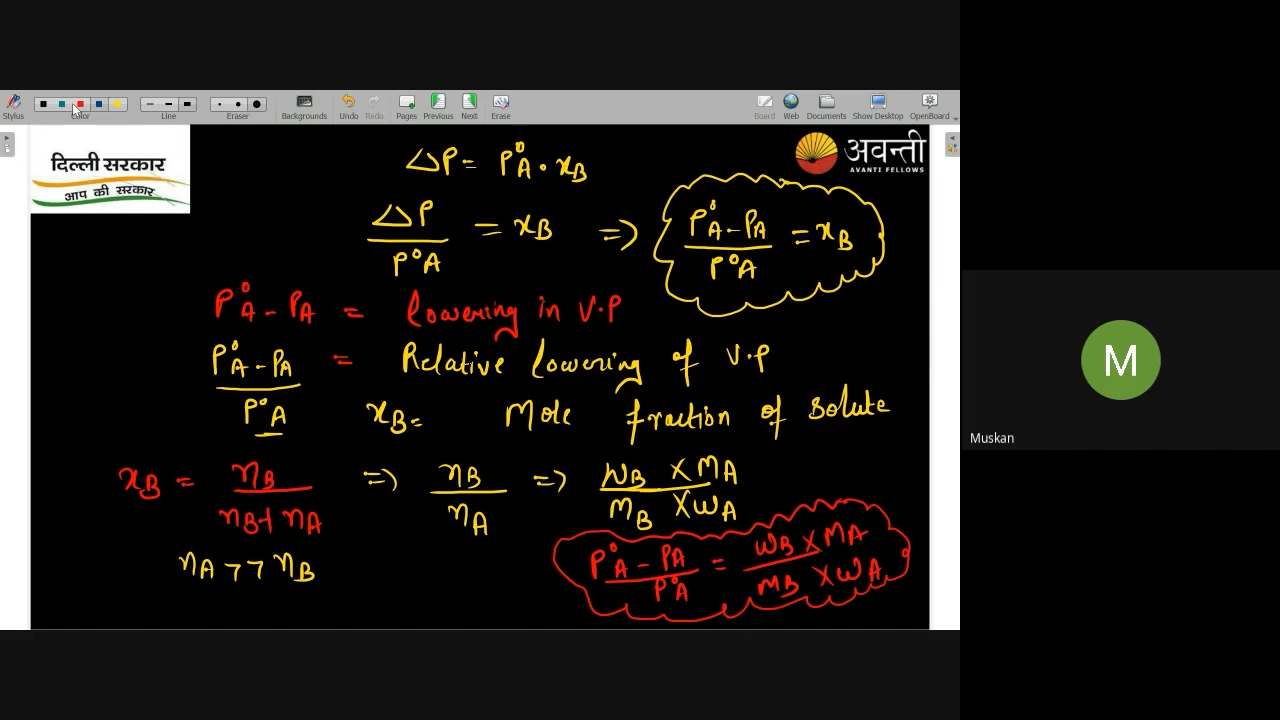 Stylus Color Line Eraser Backgrounds Undo Redo Pages Previous Next Erase Board Web Documents Show Desktop OpenBoard
दिल्ली सरकार
आप की सरकार
अवन्ती
AVANTI FELLOWS
ΔP = P°A · xB
ΔP / P°A = xB ⇒ P°A - PA / P°A = xB
P°A - PA = lowering in V.P
P°A - PA / P°A = Relative lowering of V.P
xB = Mole fraction of solute
xB = nB / nB + nA ⇒ nB / nA ⇒ WB × MA / MB × WA
nA >> nB
P°A - PA / P°A = WB × MA / MB × WA
M
Muskan